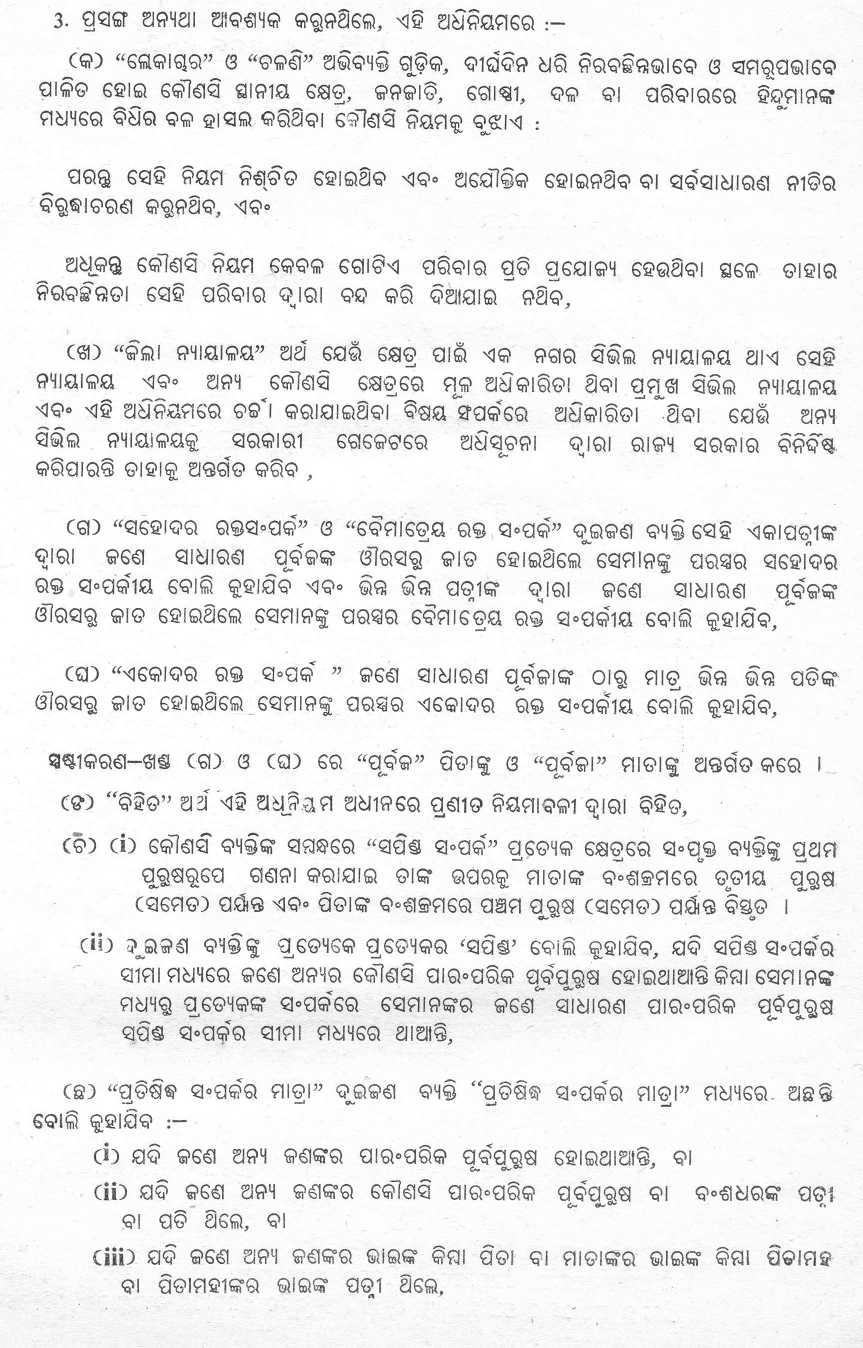 3. ପ୍ରସଙ୍ଗ ଅନ୍ୟଥା ଆବଶ୍ୟକ କରୁନଥିଲେ, ଏହି ଅଧିନିୟମରେ :—
(କ) “ଲୋକାଚାର” ଓ “ଚଳଣି” ଅଭିବ୍ୟକ୍ତି ଗୁଡ଼ିକ, ଦୀର୍ଘଦିନ ଧରି ନିରବଛିନ୍ନଭାବେ ଓ ସମରୂପଭାବେ
ପାଳିତ ହୋଇ କୌଣସି ସ୍ଥାନୀୟ କ୍ଷେତ୍ର, ଜନଜାତି, ଗୋଷ୍ଠୀ, ଦଳ ବା ପରିବାରରେ ହିନ୍ଦୁମାନଙ୍କ
ମଧ୍ୟରେ ବିଧିର ବଳ ହାସଲ କରିଥିବା କୌଣସି ନିୟମକୁ ବୁଝାଏ :
ପରନ୍ତୁ ସେହି ନିୟମ ନିଶ୍ଚିତ ହୋଇଥିବ ଏବଂ ଅଯୌକ୍ତିକ ହୋଇନଥିବ ବା ସର୍ବସାଧାରଣ ନୀତିର
ବିରୁଦ୍ଧାଚରଣ କରୁନଥିବ, ଏବଂ
ଅଧିକନ୍ତୁ କୌଣସି ନିୟମ କେବଳ ଗୋଟିଏ ପରିବାର ପ୍ରତି ପ୍ରଯୋଜ୍ୟ ହେଉଥିବା ସ୍ଥଳେ ତାହାର
ନିରବଛିନ୍ନତା ସେହି ପରିବାର ଦ୍ୱାରା ବନ୍ଦ କରି ଦିଆଯାଇ ନଥିବ,
(ଖ) “ଜିଲା ନ୍ୟାୟାଳୟ” ଅର୍ଥ ଯେଉଁ କ୍ଷେତ୍ର ପାଇଁ ଏକ ନଗର ସିଭିଲ ନ୍ୟାୟାଳୟ ଥାଏ ସେହି
ନ୍ୟାୟାଳୟ ଏବଂ ଅନ୍ୟ କୌଣସି କ୍ଷେତ୍ରରେ ମୂଳ ଅଧିକାରିତା ଥିବା ପ୍ରମୁଖ ସିଭିଲ ନ୍ୟାୟାଳୟ
ଏବଂ ଏହି ଅଧିନିୟମରେ ଚର୍ଚ୍ଚା କରାଯାଇଥିବା ବିଷୟ ସଂପର୍କରେ ଅଧିକାରିତା ଥିବା ଯେଉଁ ଅନ୍ୟ
ସିଭିଲ ନ୍ୟାୟାଳୟକୁ ସରକାରୀ ଗେଜେଟରେ ଅଧିସୂଚନା ଦ୍ୱାରା ରାଜ୍ୟ ସରକାର ବିନିର୍ଦ୍ଦିଷ୍ଟ
କରିପାରନ୍ତି ତାହାକୁ ଅନ୍ତର୍ଗତ କରିବ ,
(ଗ) “ସହୋଦର ରକ୍ତସଂପର୍କ” ଓ “ବୈମାତ୍ରେୟ ରକ୍ତ ସଂପର୍କ” ଦୁଇଜଣ ବ୍ୟକ୍ତି ସେହି ଏକାପତ୍ନୀଙ୍କ
ଦ୍ୱାରା ଜଣେ ସାଧାରଣ ପୂର୍ବଜଙ୍କ ଔରସରୁ ଜାତ ହୋଇଥିଲେ ସେମାନଙ୍କୁ ପରସ୍ପର ସହୋଦର
ରକ୍ତ ସଂପର୍କୀୟ ବୋଲି କୁହାଯିବ ଏବଂ ଭିନ୍ନ ଭିନ୍ନ ପତ୍ନୀଙ୍କ ଦ୍ୱାରା ଜଣେ ସାଧାରଣ ପୂର୍ବଜଙ୍କ
ଔରସରୁ ଜାତ ହୋଇଥିଲେ ସେମାନଙ୍କୁ ପରସ୍ପର ବୈମାତ୍ରେୟ ରକ୍ତ ସଂପର୍କୀୟ ବୋଲି କୁହାଯିବ,
(ଘ) “ଏକୋଦର ରକ୍ତ ସଂପର୍କ ” ଜଣେ ସାଧାରଣ ପୂର୍ବଜାଙ୍କ ଠାରୁ ମାତ୍ର ଭିନ୍ନ ଭିନ୍ନ ପତିଙ୍କ
ଔରସରୁ ଜାତ ହୋଇଥିଲେ ସେମାନଙ୍କୁ ପରସ୍ପର ଏକୋଦର ରକ୍ତ ସଂପର୍କୀୟ ବୋଲି କୁହାଯିବ,
ସ୍ପଷ୍ଟୀକରଣ—ଖଣ୍ଡ (ଗ) ଓ (ଘ) ରେ “ପୂର୍ବଜ” ପିତାଙ୍କୁ ଓ “ପୂର୍ବଜା” ମାତାଙ୍କୁ ଅନ୍ତର୍ଗତ କରେ ।
(ଙ) “ବିହିତ” ଅର୍ଥ ଏହି ଅଧିନିୟମ ଅଧୀନରେ ପ୍ରଣୀତ ନିୟମାବଳୀ ଦ୍ୱାରା ବିହିତ,
(ଚ) (i) କୌଣସି ବ୍ୟକ୍ତିଙ୍କ ସମ୍ବନ୍ଧରେ “ସପିଣ୍ଡ ସଂପର୍କ” ପ୍ରତ୍ୟେକ କ୍ଷେତ୍ରରେ ସଂପୃକ୍ତ ବ୍ୟକ୍ତିଙ୍କୁ ପ୍ରଥମ
ପୁରୁଷରୂପେ ଗଣନା କରାଯାଇ ତାଙ୍କ ଉପରକୁ ମାତାଙ୍କ ବଂଶକ୍ରମରେ ତୃତୀୟ ପୁରୁଷ
(ସମେତ) ପର୍ଯ୍ୟନ୍ତ ଏବଂ ପିତାଙ୍କ ବଂଶକ୍ରମରେ ପଞ୍ଚମ ପୁରୁଷ (ସମେତ) ପର୍ଯ୍ୟନ୍ତ ବିସ୍ତୃତ ।
(ii) ଦୁଇଜଣ ବ୍ୟକ୍ତିଙ୍କୁ ପ୍ରତ୍ୟେକେ ପ୍ରତ୍ୟେକର ‘ସପିଣ୍ଡ’ ବୋଲି କୁହାଯିବ, ଯଦି ସପିଣ୍ଡ ସଂପର୍କର
ସୀମା ମଧ୍ୟରେ ଜଣେ ଅନ୍ୟର କୌଣସି ପାରଂପରିକ ପୂର୍ବପୁରୁଷ ହୋଇଥାଆନ୍ତି କିମ୍ବା ସେମାନଙ୍କ
ମଧ୍ୟରୁ ପ୍ରତ୍ୟେକଙ୍କ ସଂପର୍କରେ ସେମାନଙ୍କର ଜଣେ ସାଧାରଣ ପାରଂପରିକ ପୂର୍ବପୁରୁଷ
ସପିଣ୍ଡ ସଂପର୍କର ସୀମା ମଧ୍ୟରେ ଥାଆନ୍ତି,
(ଛ) “ପ୍ରତିଷିଦ୍ଧ ସଂପର୍କର ମାତ୍ରା” ଦୁଇଜଣ ବ୍ୟକ୍ତି “ପ୍ରତିଷିଦ୍ଧ ସଂପର୍କର ମାତ୍ରା” ମଧ୍ୟରେ ଅଛନ୍ତି
ବୋଲି କୁହାଯିବ :—
(i) ଯଦି ଜଣେ ଅନ୍ୟ ଜଣଙ୍କର ପାରଂପରିକ ପୂର୍ବପୁରୁଷ ହୋଇଥାଆନ୍ତି, ବା
(ii) ଯଦି ଜଣେ ଅନ୍ୟ ଜଣଙ୍କର କୌଣସି ପାରଂପରିକ ପୂର୍ବପୁରୁଷ ବା ବଂଶଧରଙ୍କ ପତ୍ନୀ
ବା ପତି ଥିଲେ, ବା
(iii) ଯଦି ଜଣେ ଅନ୍ୟ ଜଣଙ୍କର ଭାଇଙ୍କ କିମ୍ବା ପିତା ବା ମାତାଙ୍କର ଭାଇଙ୍କ କିମ୍ବା ପିତାମହ
ବା ପିତାମହୀଙ୍କର ଭାଇଙ୍କ ପତ୍ନୀ ଥିଲେ,